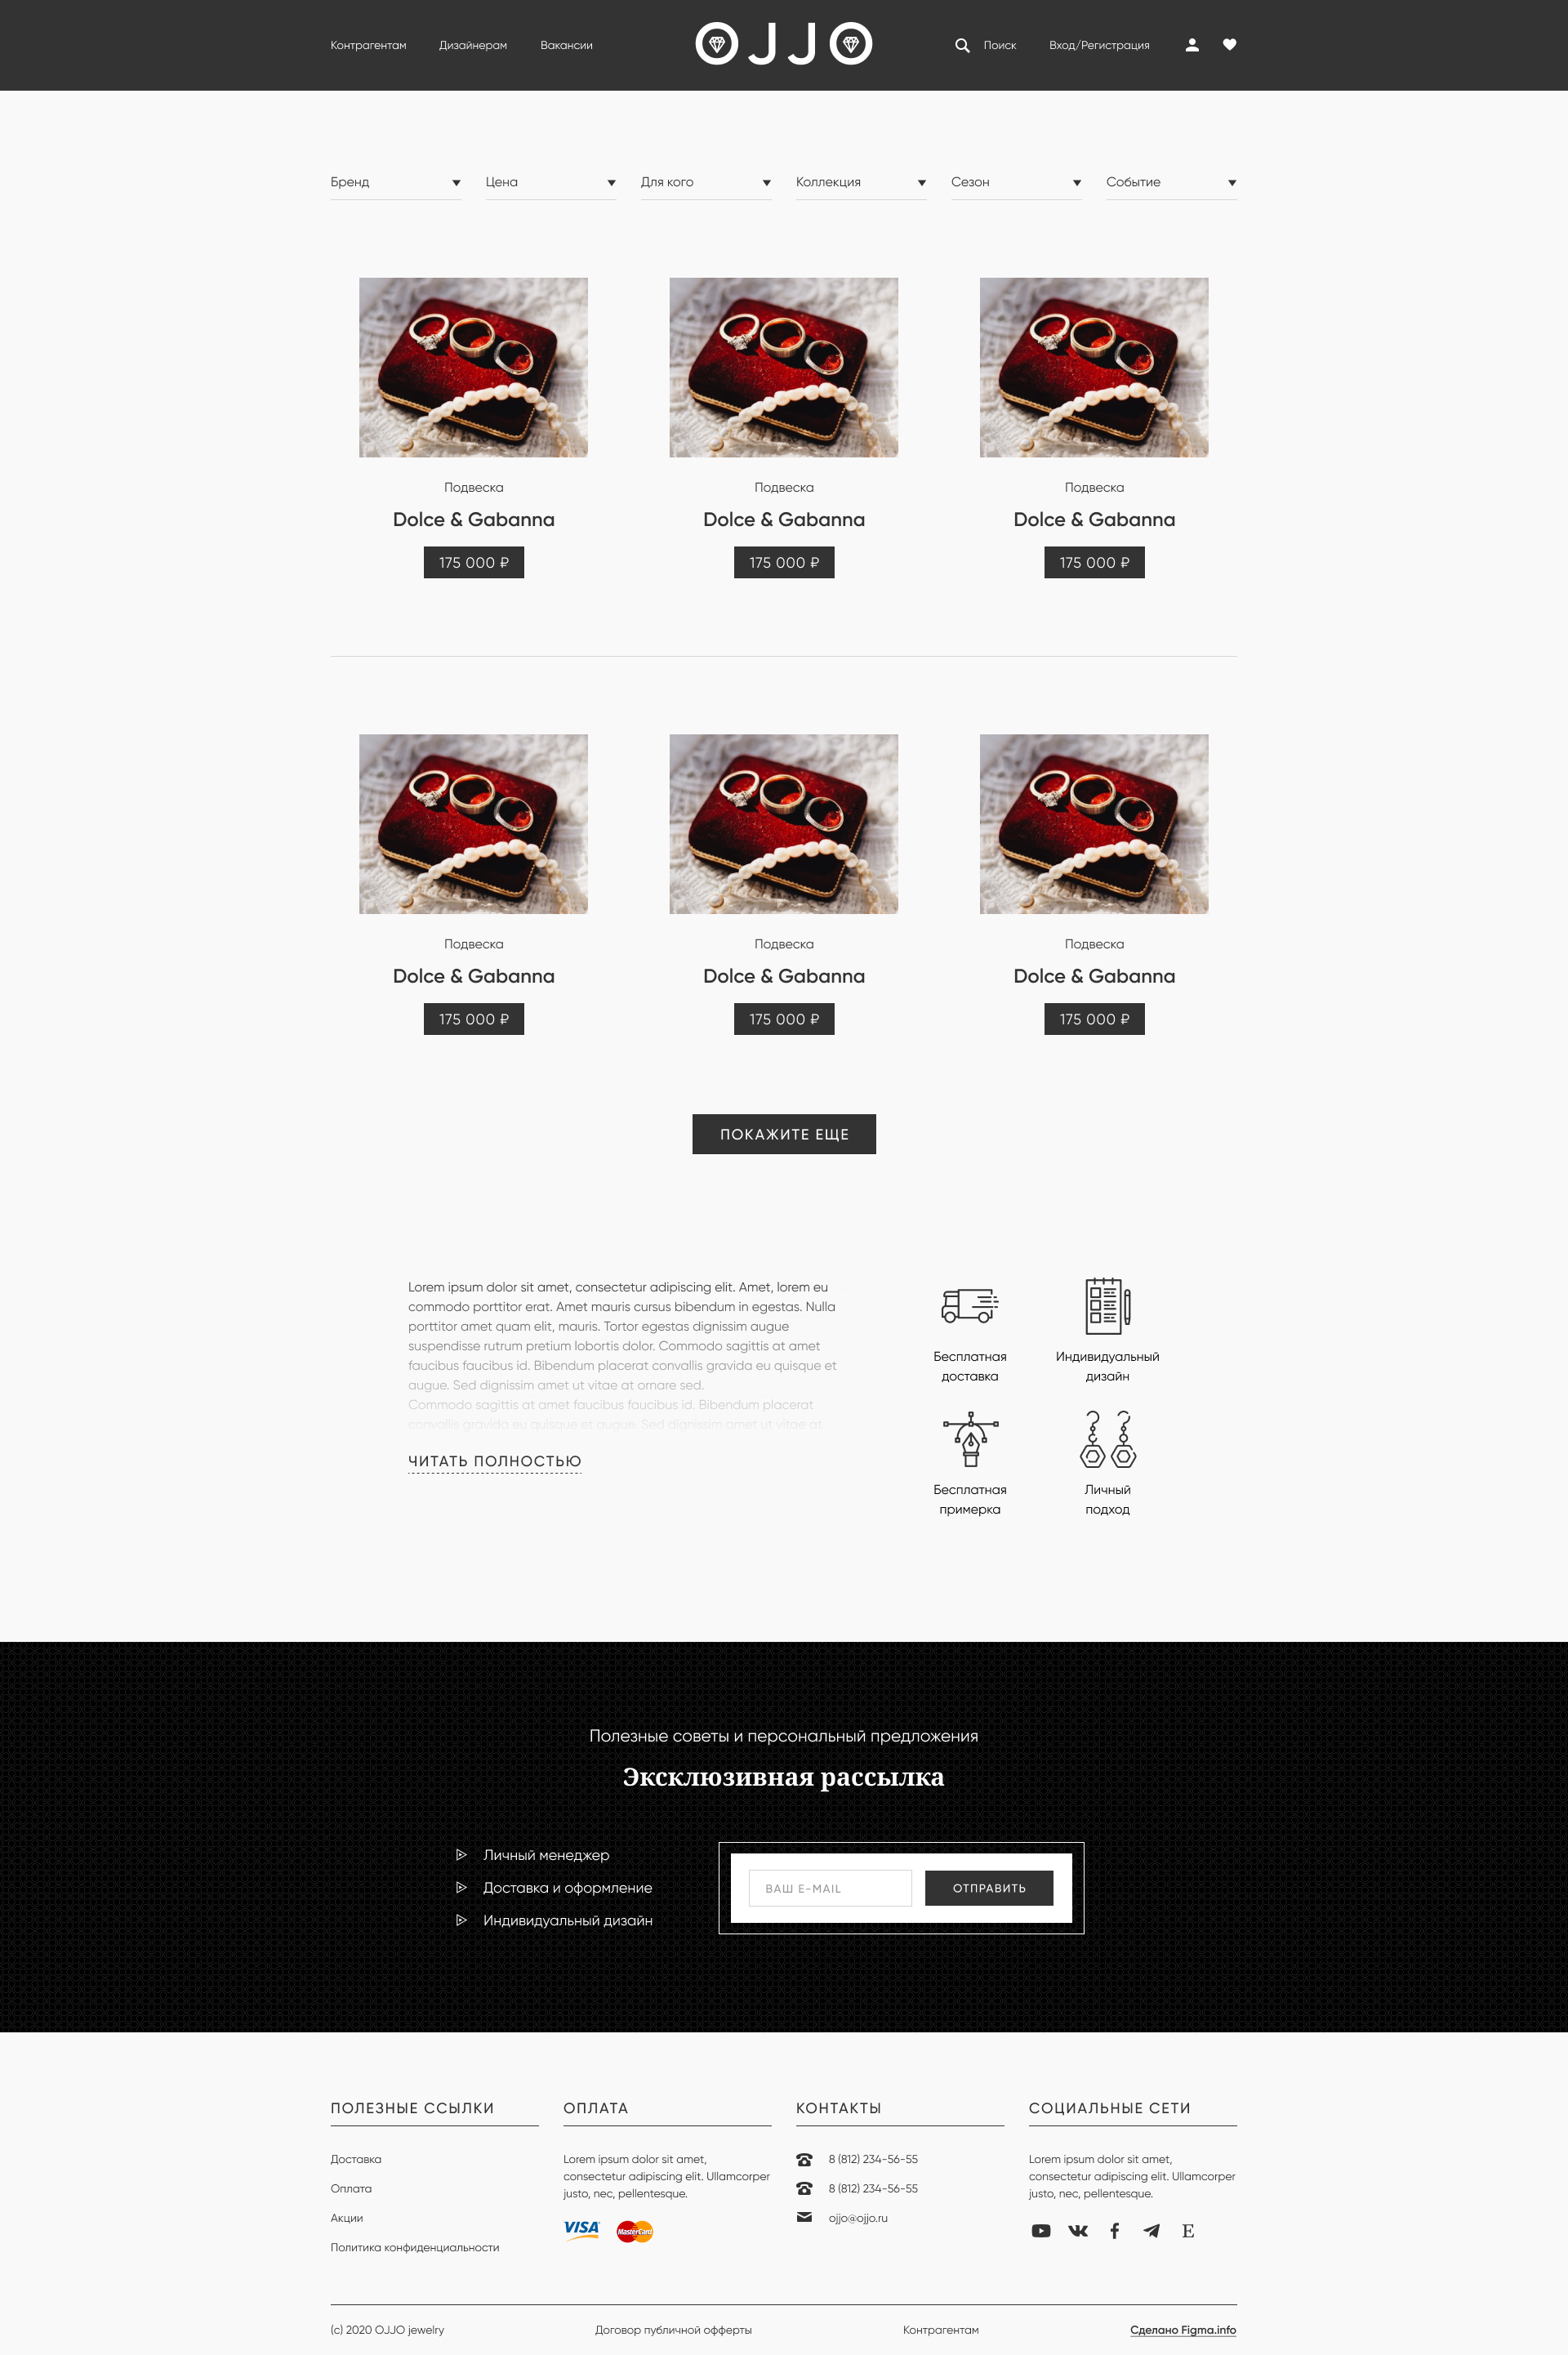 Контрагентам Дизайнерам Вакансии OJJO Поиск Вход/Регистрация
Бренд Цена Для кого Коллекция Сезон Событие
Подвеска Подвеска Подвеска
Dolce & Gabanna Dolce & Gabanna Dolce & Gabanna
175 000 ₽ 175 000 ₽ 175 000 ₽
Подвеска Подвеска Подвеска
Dolce & Gabanna Dolce & Gabanna Dolce & Gabanna
175 000 ₽ 175 000 ₽ 175 000 ₽
ПОКАЖИТЕ ЕЩЕ
Lorem ipsum dolor sit amet, consectetur adipiscing elit. Amet, lorem eu
commodo porttitor erat. Amet mauris cursus bibendum in egestas. Nulla
porttitor amet quam elit, mauris. Tortor egestas dignissim augue
suspendisse rutrum pretium lobortis dolor. Commodo sagittis at amet
faucibus faucibus id. Bibendum placerat convallis gravida eu quisque et
augue. Sed dignissim amet ut vitae at ornare sed.
Commodo sagittis at amet faucibus faucibus id. Bibendum placerat
convallis gravida eu quisque et augue. Sed dignissim amet ut vitae at
ЧИТАТЬ ПОЛНОСТЬЮ
Бесплатная
доставка
Индивидуальный
дизайн
Бесплатная
примерка
Личный
подход
Полезные советы и персональный предложения
Эксклюзивная рассылка
Личный менеджер
Доставка и оформление
Индивидуальный дизайн
ВАШ E-MAIL ОТПРАВИТЬ
ПОЛЕЗНЫЕ ССЫЛКИ
Доставка
Оплата
Акции
Политика конфиденциальности
ОПЛАТА
Lorem ipsum dolor sit amet,
consectetur adipiscing elit. Ullamcorper
justo, nec, pellentesque.
VISA MasterCard
КОНТАКТЫ
8 (812) 234-56-55
8 (812) 234-56-55
ojjo@ojjo.ru
СОЦИАЛЬНЫЕ СЕТИ
Lorem ipsum dolor sit amet,
consectetur adipiscing elit. Ullamcorper
justo, nec, pellentesque.
E
(c) 2020 OJJO jewelry Договор публичной офферты Контрагентам Сделано Figma.info